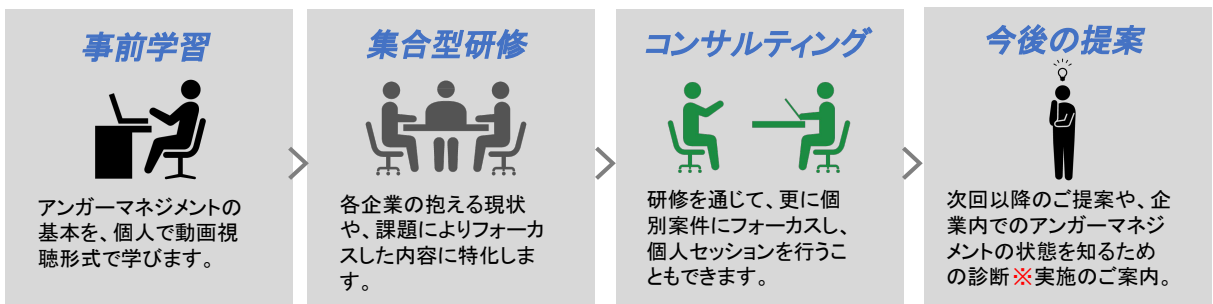 事前学習
アンガーマネジメントの
基本を、個人で動画視
聴形式で学びます。
集合型研修
各企業の抱える現状
や、課題によりフォーカ
スした内容に特化しま
す。
コンサルティング
研修を通じて、更に個
別案件にフォーカスし、
個人セッションを行うこ
ともできます。
今後の提案
次回以降のご提案や、企
業内でのアンガーマネジ
メントの状態を知るため
の診断※実施のご案内。